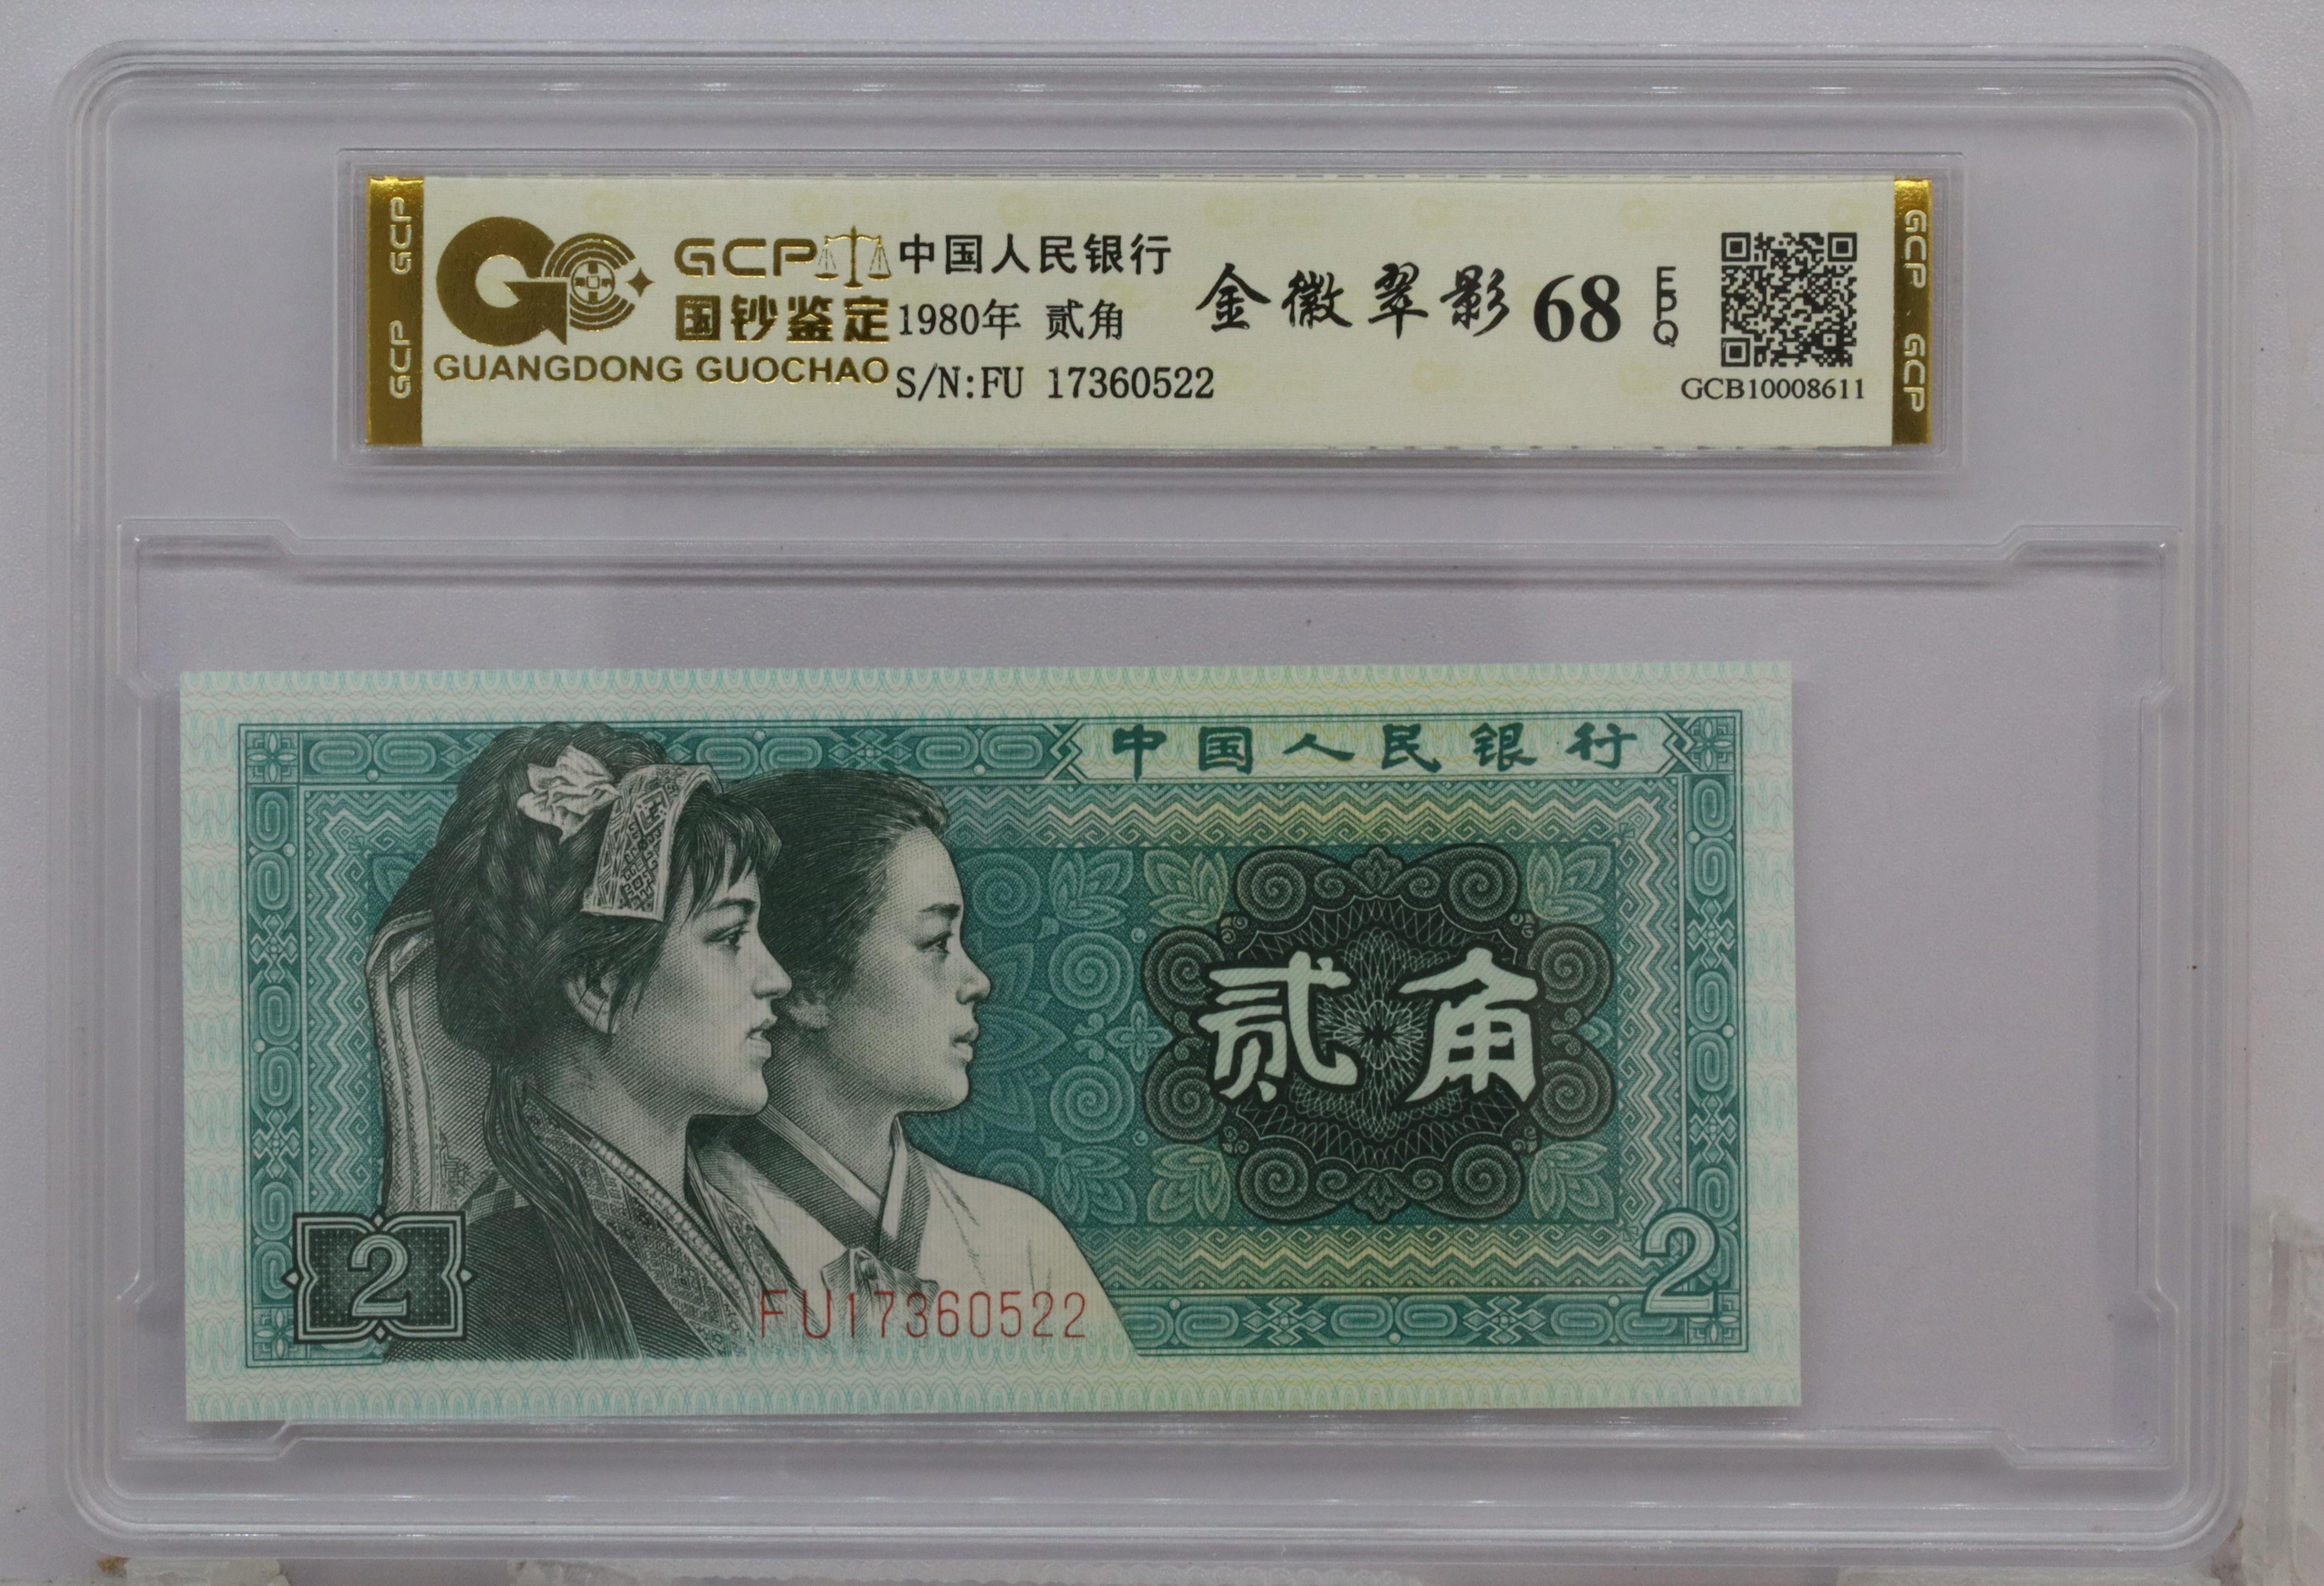 GCP
GCP
GCP
国钞鉴定
GUANGDONG GUOCHAO
中国人民银行
1980年 贰角
S/N:FU 17360522
金徽翠影 68 EPQ
GCB10008611
GCP
GCP
中国人民银行
贰角
2
2
FU17360522